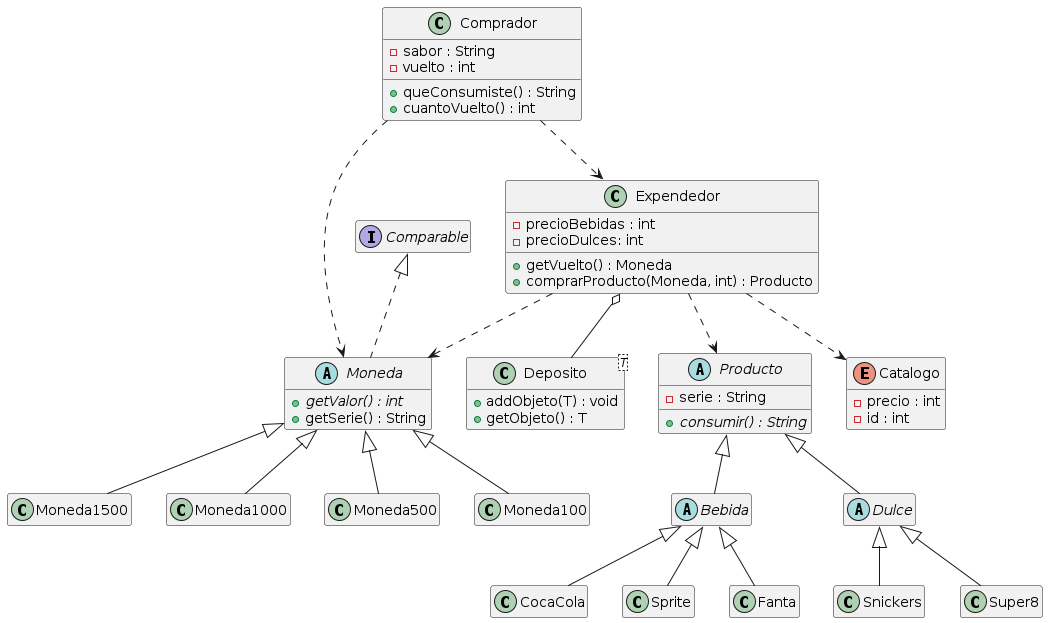 C Comprador
sabor : String
vuelto : int
queConsumiste() : String
cuantoVuelto() : int
I Comparable
C Expendedor
precioBebidas : int
precioDulces: int
getVuelto() : Moneda
comprarProducto(Moneda, int) : Producto
A Moneda
getValor() : int
getSerie() : String
C Deposito
T
addObjeto(T) : void
getObjeto() : T
A Producto
serie : String
consumir() : String
E Catalogo
precio : int
id : int
C Moneda1500
C Moneda1000
C Moneda500
C Moneda100
A Bebida
A Dulce
C CocaCola
C Sprite
C Fanta
C Snickers
C Super8